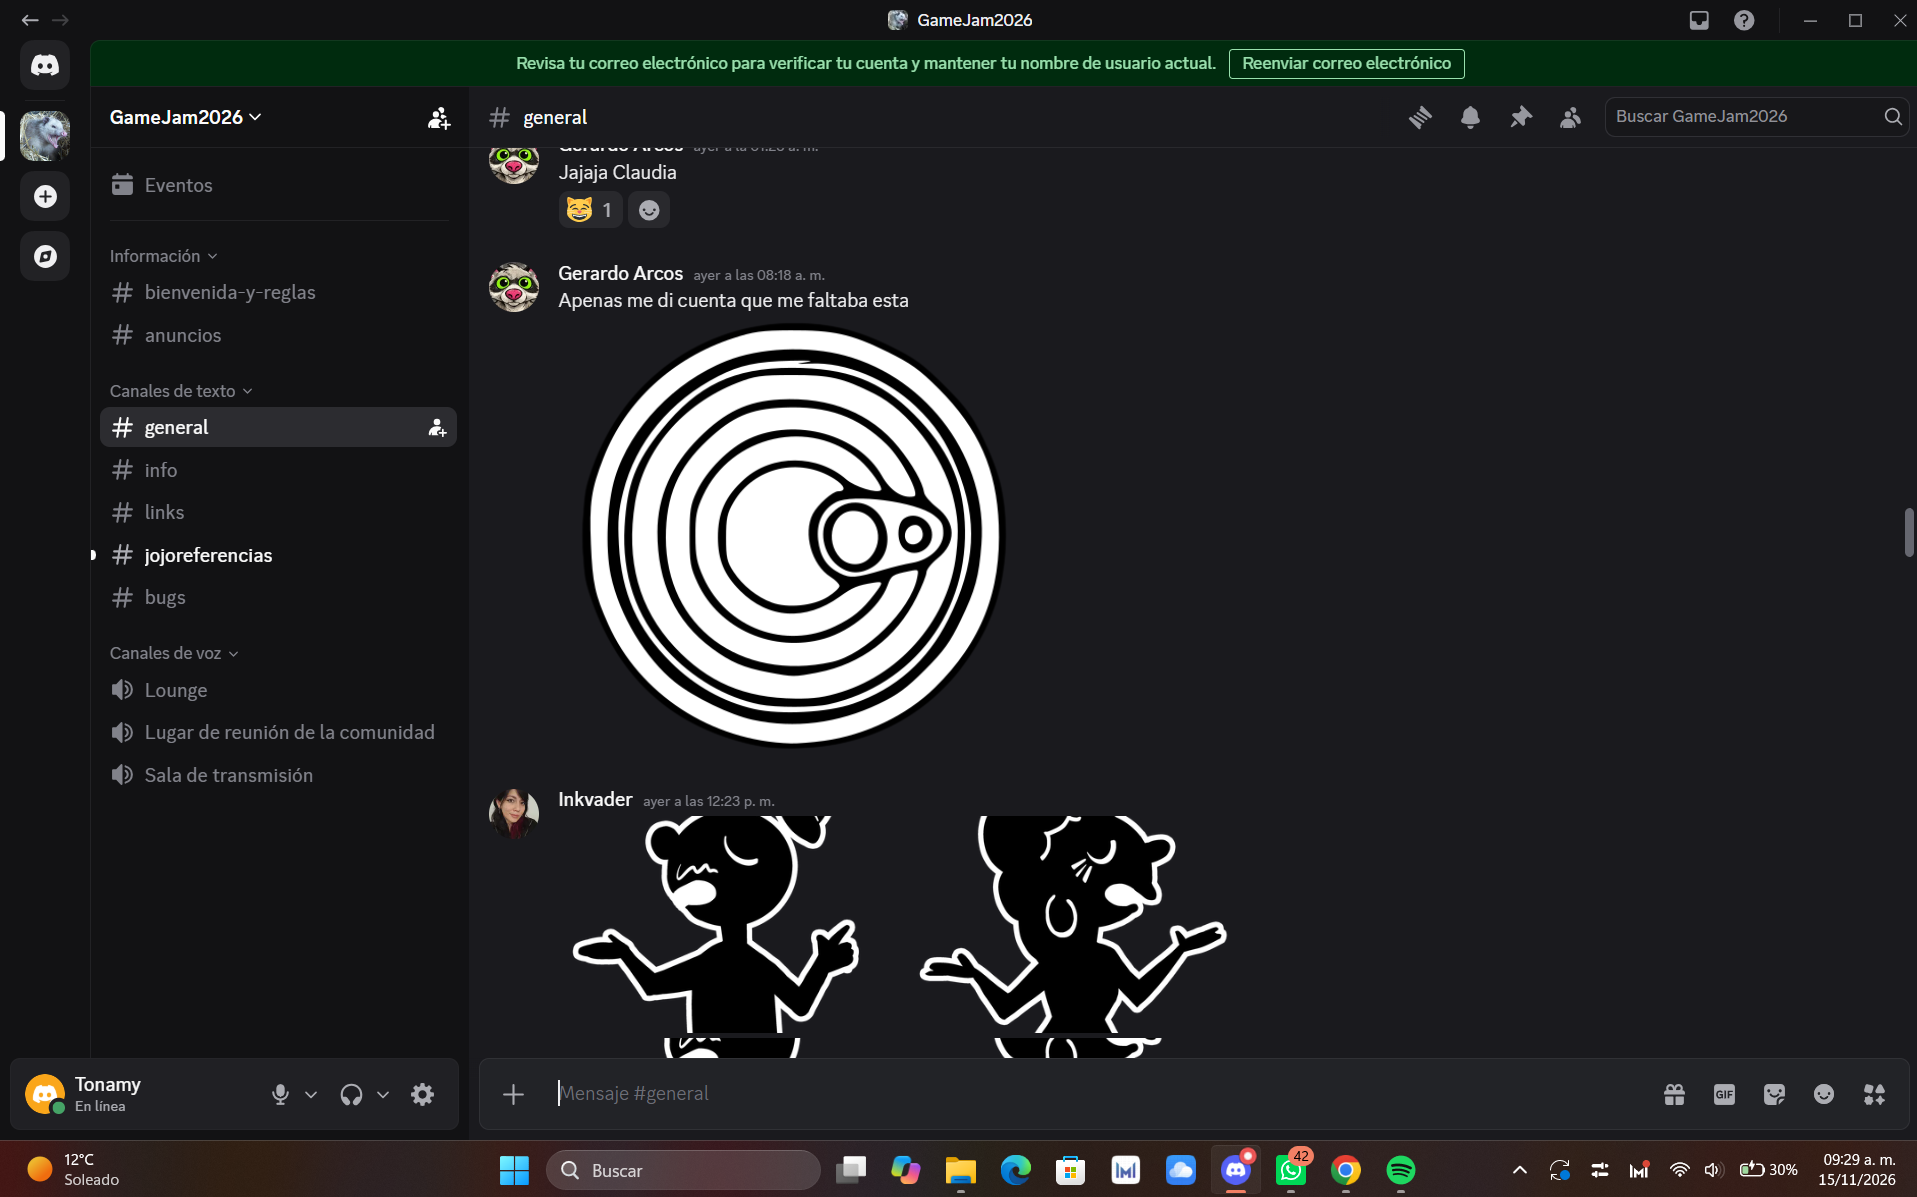 GameJam2026
Revisa tu correo electrónico para verificar tu cuenta y mantener tu nombre de usuario actual.
Reenviar correo electrónico
GameJam2026
Eventos
Información
bienvenida-y-reglas
anuncios
Canales de texto
general
info
links
jojoreferencias
bugs
Canales de voz
Lounge
Lugar de reunión de la comunidad
Sala de transmisión
Tonamy
En línea
general
Buscar GameJam2026
Gerardo Arcos
Jajaja Claudia
1
Gerardo Arcos ayer a las 08:18 a. m.
Apenas me di cuenta que me faltaba esta
Inkvader ayer a las 12:23 p. m.
Mensaje #general
GIF
12°C
Soleado
Buscar
42
30%
09:29 a. m.
15/11/2026